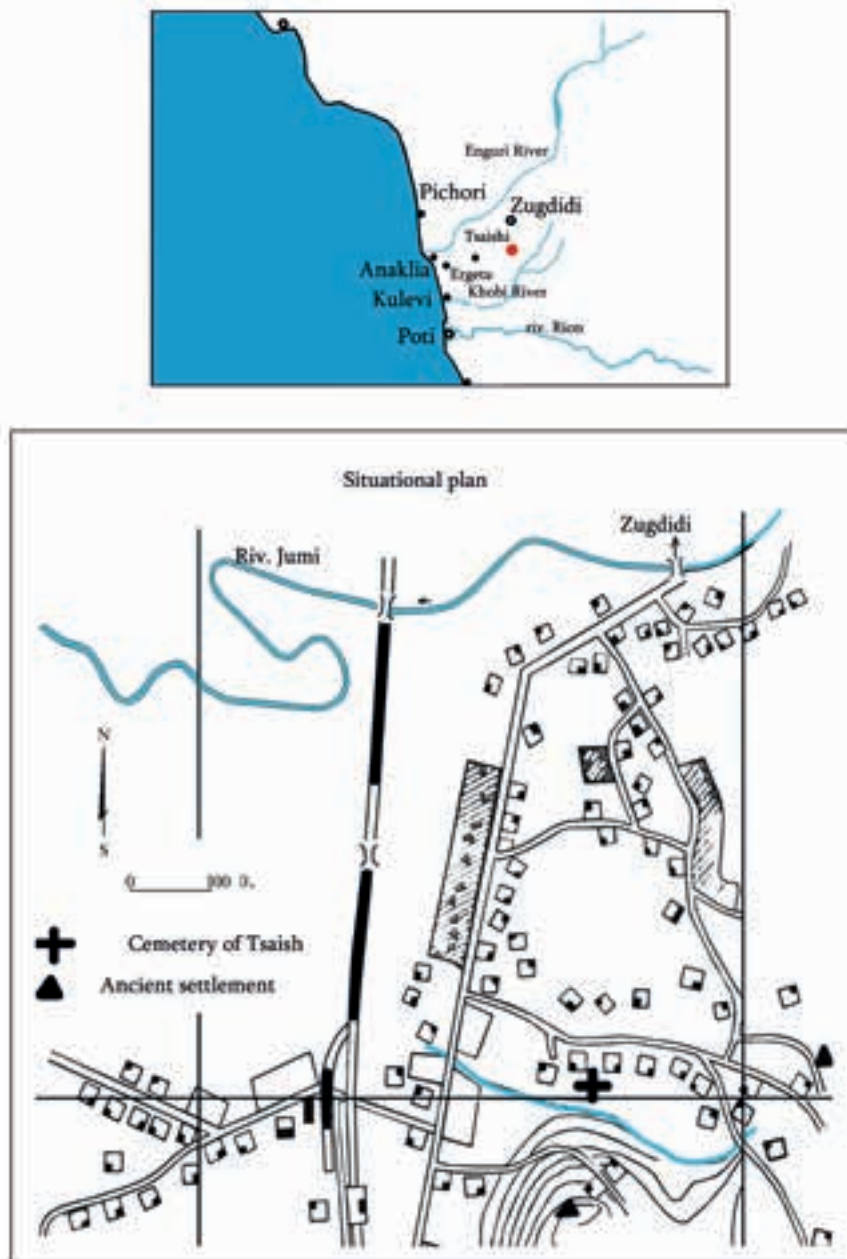 Enguri River
Pichori
Zugdidi
Tsaishi
Anaklia
Ergeta
Kulevi
Khobi River
Poti
riv. Rion
Situational plan
Zugdidi
Riv. Jumi
N
S
0
Cemetery of Tsaish
Ancient settlement